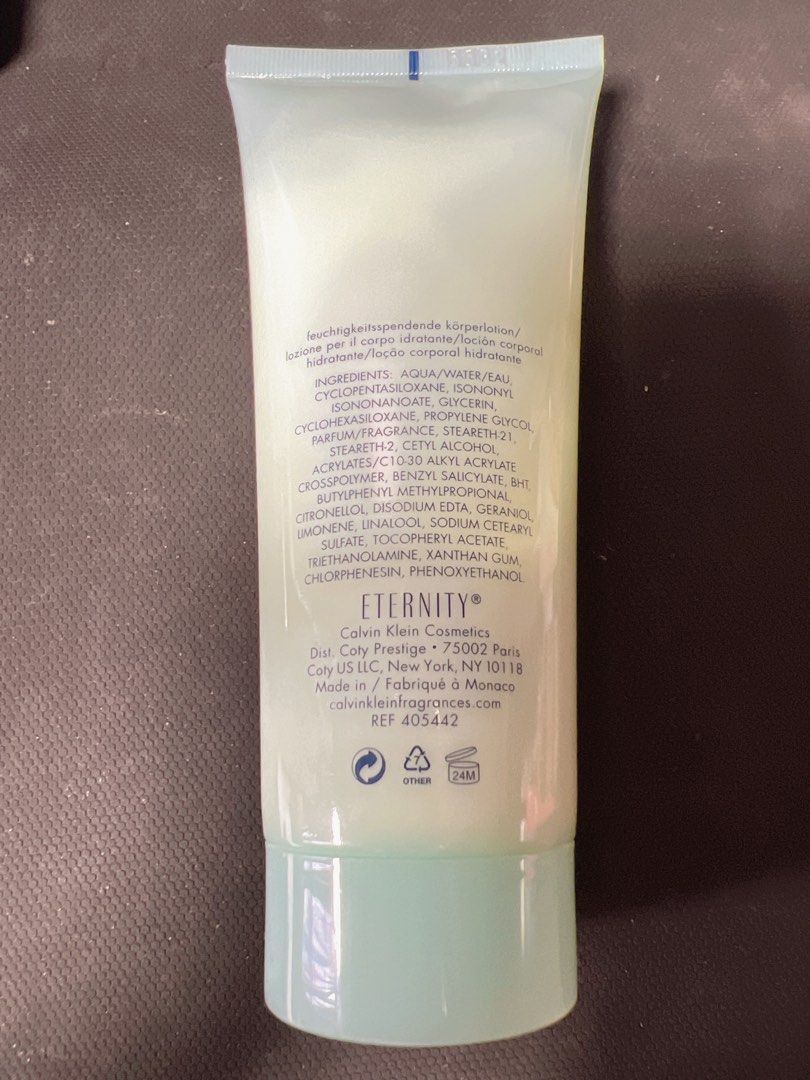 feuchtigkeitsspendende körperlotion/
lozione per il corpo idratante/loción corporal
hidratante/loção corporal hidratante
INGREDIENTS: AQUA/WATER/EAU,
CYCLOPENTASILOXANE, ISONONYL
ISONONANOATE, GLYCERIN,
CYCLOHEXASILOXANE, PROPYLENE GLYCOL,
PARFUM/FRAGRANCE, STEARETH-21,
STEARETH-2, CETYL ALCOHOL,
ACRYLATES/C10-30 ALKYL ACRYLATE
CROSSPOLYMER, BENZYL SALICYLATE, BHT,
BUTYLPHENYL METHYLPROPIONAL,
CITRONELLOL, DISODIUM EDTA, GERANIOL,
LIMONENE, LINALOOL, SODIUM CETEARYL
SULFATE, TOCOPHERYL ACETATE,
TRIETHANOLAMINE, XANTHAN GUM,
CHLORPHENESIN, PHENOXYETHANOL.
ETERNITY®
Calvin Klein Cosmetics
Dist. Coty Prestige • 75002 Paris
Coty US LLC, New York, NY 10118
Made in / Fabriqué à Monaco
calvinkleinfragrances.com
REF 405442
7
OTHER
24M